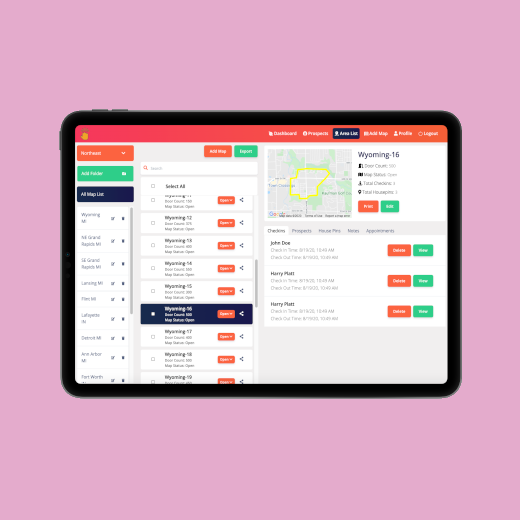 Dashboard
Prospects
Area List
Add Map
Profile
Logout
Northeast
Add Folder
All Map List
Wyoming
MI
NE Grand
Rapids MI
SE Grand
Rapids MI
Lansing MI
Flint MI
Lafayette
IN
Detroit MI
Ann Arbor
MI
Fort Worth
Add Map
Export
Search
Select All
Door Count: 150
Map Status: Open
Open
Wyoming-12
Door Count: 600
Map Status: Open
Open
Wyoming-13
Door Count: 400
Map Status: Open
Open
Wyoming-14
Door Count: 550
Map Status: Open
Open
Wyoming-15
Door Count: 300
Map Status: Open
Open
Wyoming-16
Door Count: 500
Map Status: Open
Open
Wyoming-17
Door Count: 400
Map Status: Open
Open
Wyoming-18
Door Count: 500
Map Status: Open
Open
Wyoming-19
Map Status: Open
Open
Wyoming-16
Door Count: 500
Map Status: Open
Total Checkins: 3
Total Housepins: 3
Print
Edit
Checkins
Prospects
House Pins
Notes
Appointments
John Doe
Check In Time: 8/19/20, 10:49 AM
Check Out Time: 8/19/20, 10:49 AM
Delete
View
Harry Platt
Check In Time: 8/19/20, 10:49 AM
Check Out Time: 8/19/20, 10:49 AM
Delete
View
Harry Platt
Check In Time: 8/19/20, 10:49 AM
Check Out Time: 8/19/20, 10:49 AM
Delete
View